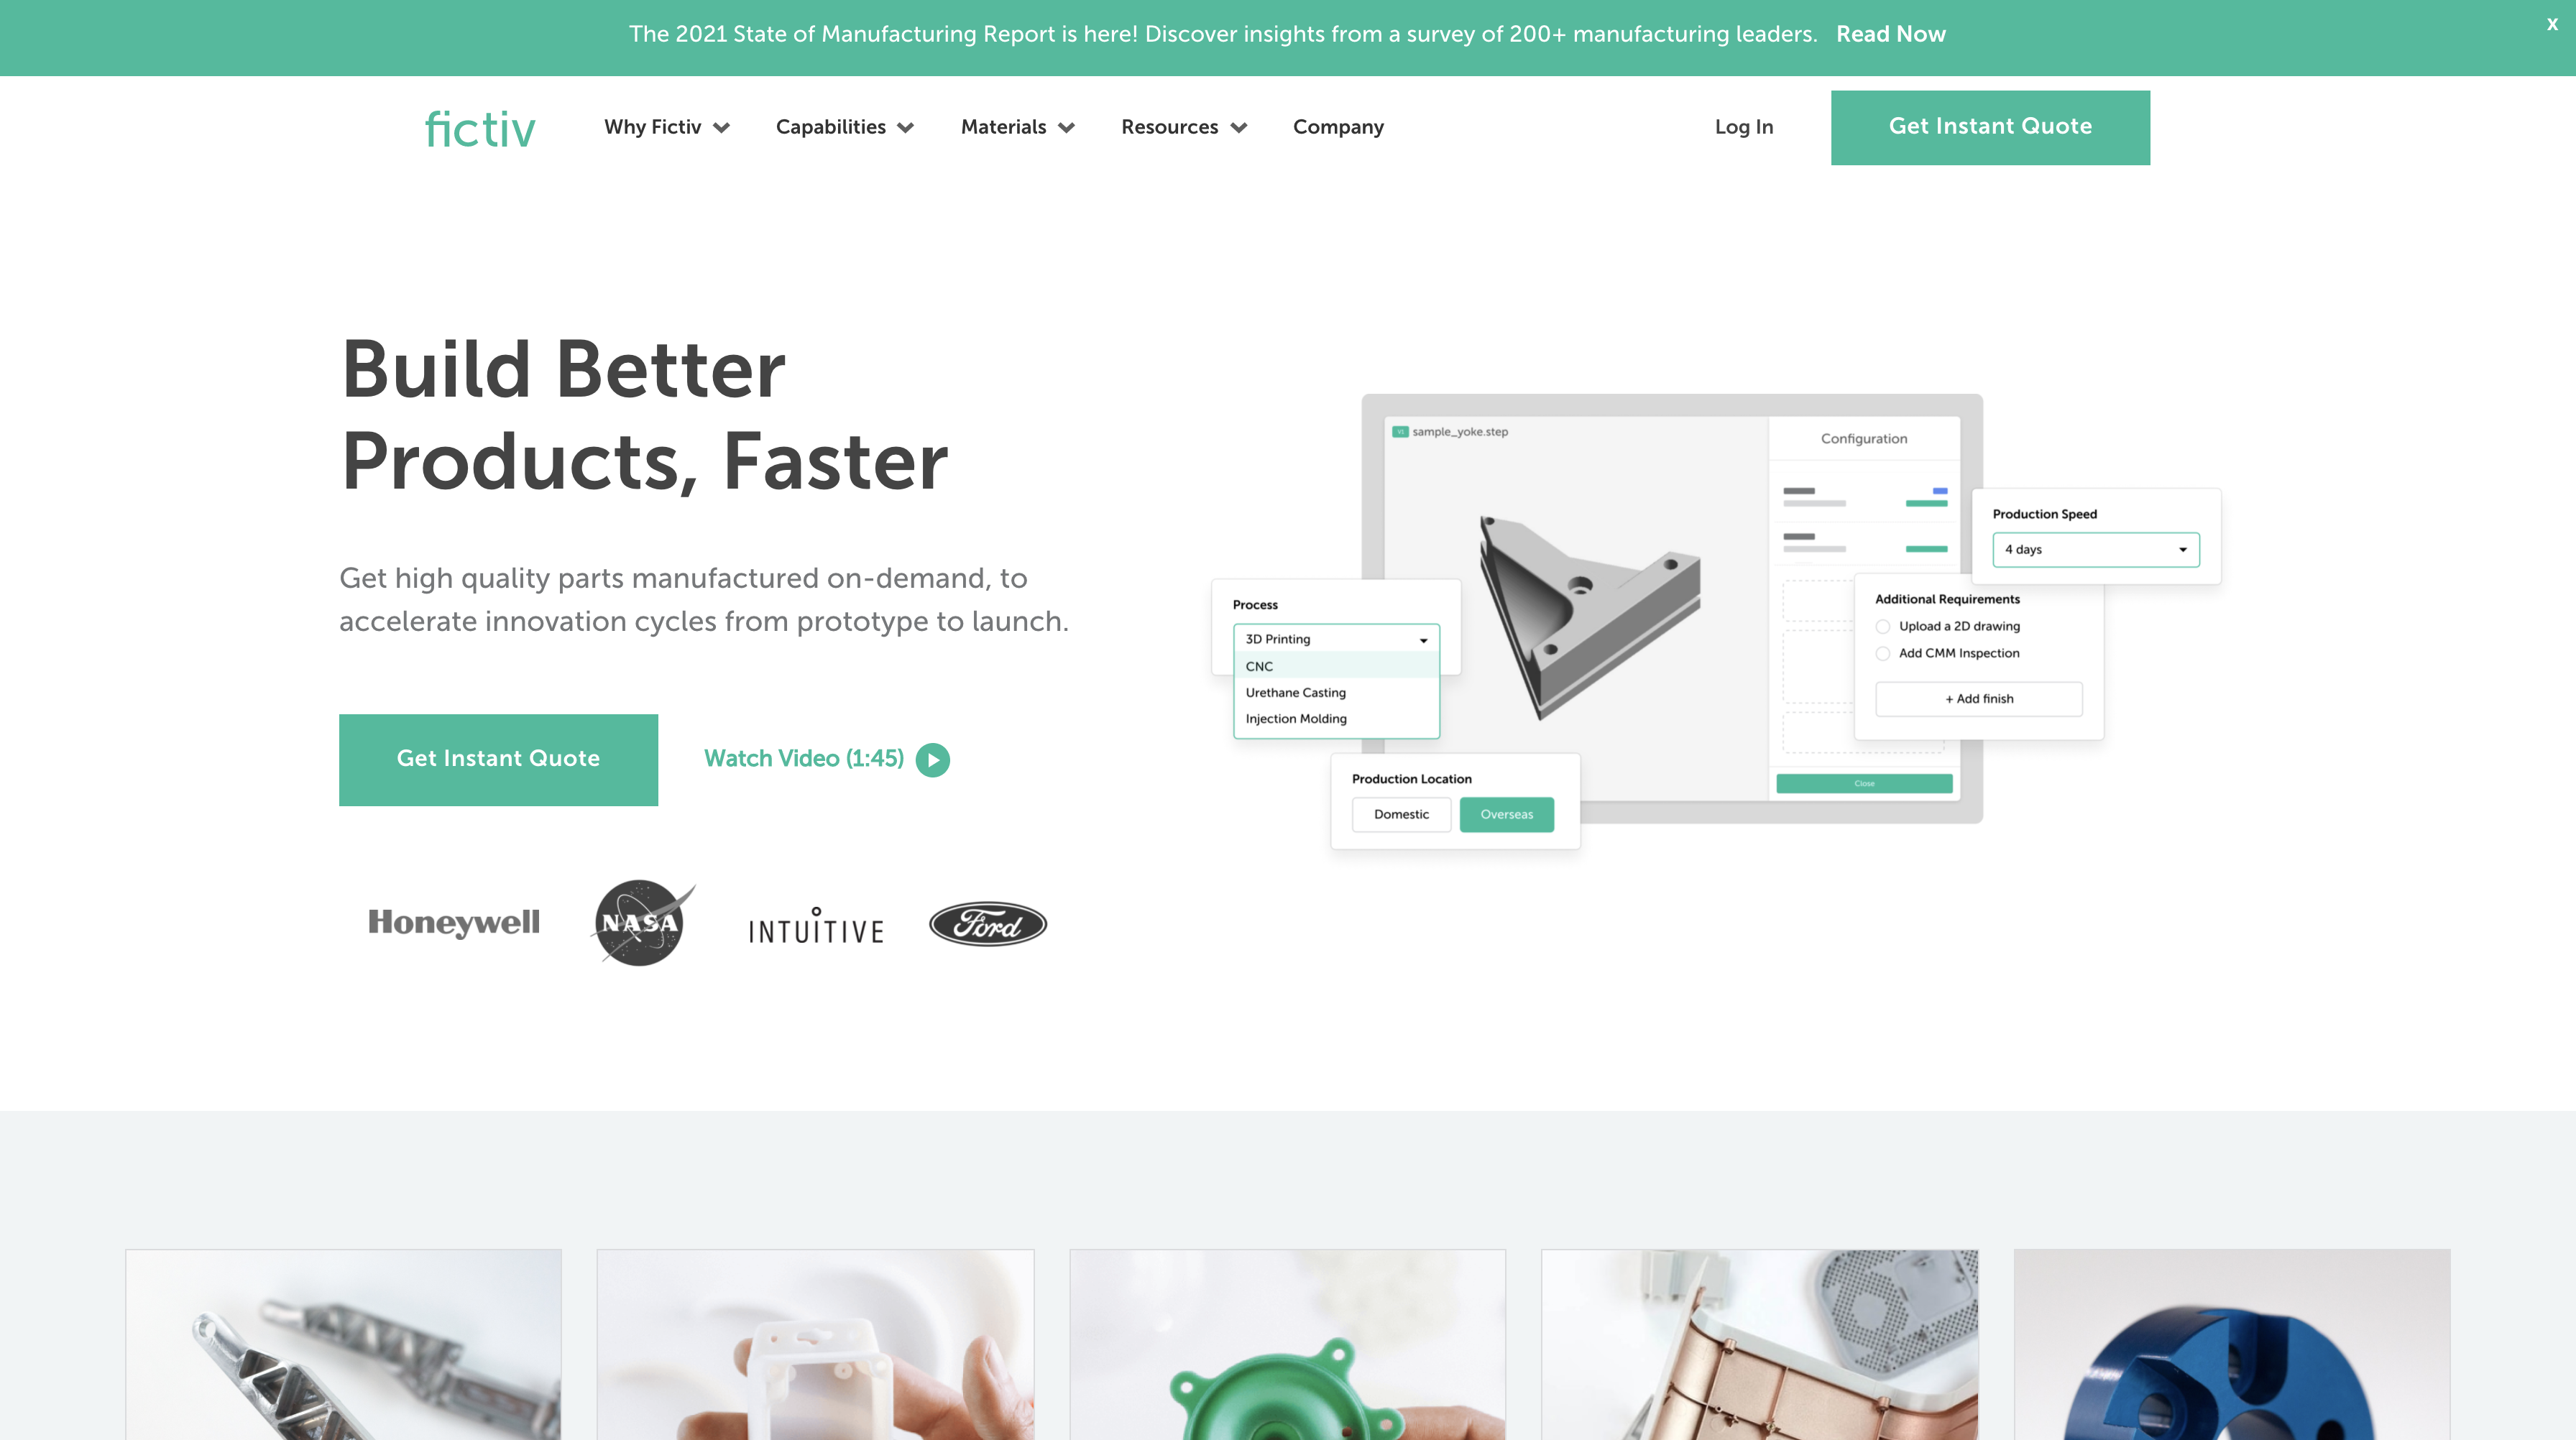 The 2021 State of Manufacturing Report is here! Discover insights from a survey of 200+ manufacturing leaders. Read Now
x
fictiv
Why Fictiv
Capabilities
Materials
Resources
Company
Log In
Get Instant Quote
Build Better
Products, Faster
Get high quality parts manufactured on-demand, to
accelerate innovation cycles from prototype to launch.
Get Instant Quote
Watch Video (1:45)
Honeywell
NASA
INTUITIVE
Ford
sample_yoke.step
Configuration
Production Speed
4 days
Process
3D Printing
CNC
Urethane Casting
Injection Molding
Additional Requirements
Upload a 2D drawing
Add CMM Inspection
+ Add finish
Production Location
Domestic
Overseas
Close